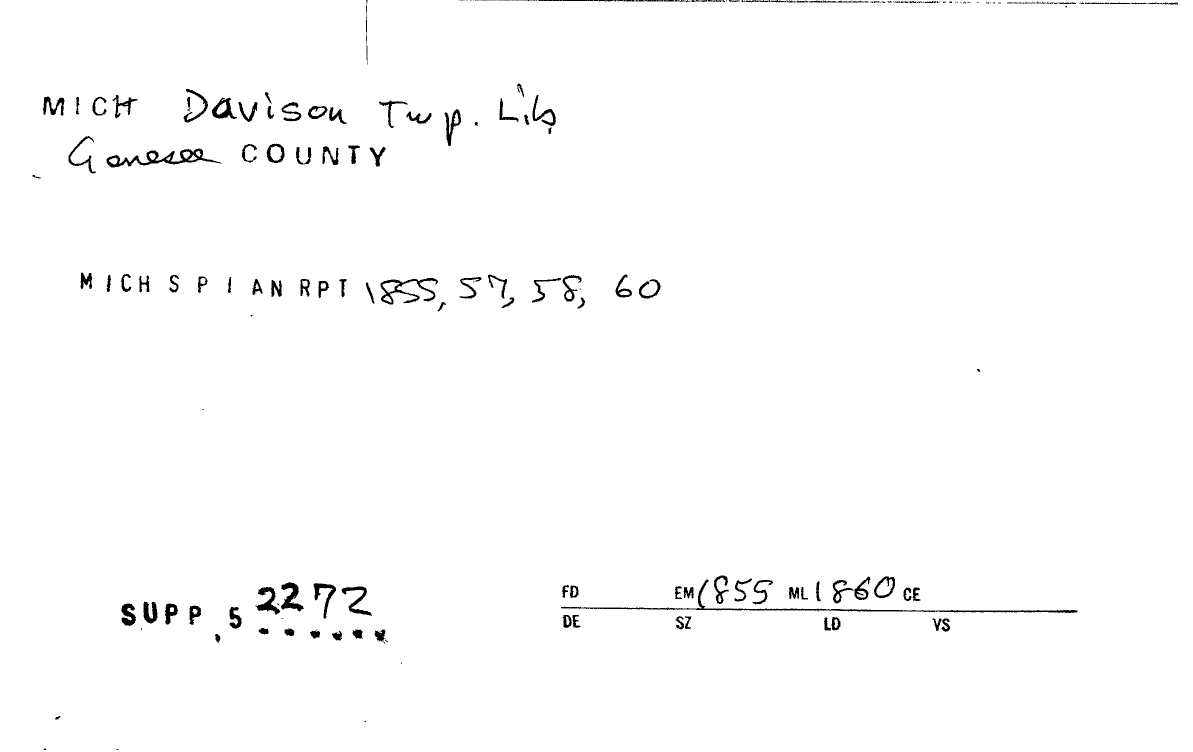 MICH Davison Twp. Lib
Genesee COUNTY
MICH S P I AN RPT 1855, 57, 58, 60
SUPP, 5 2272
FD EM 1855 ML 1860 CE
DE SZ LD VS